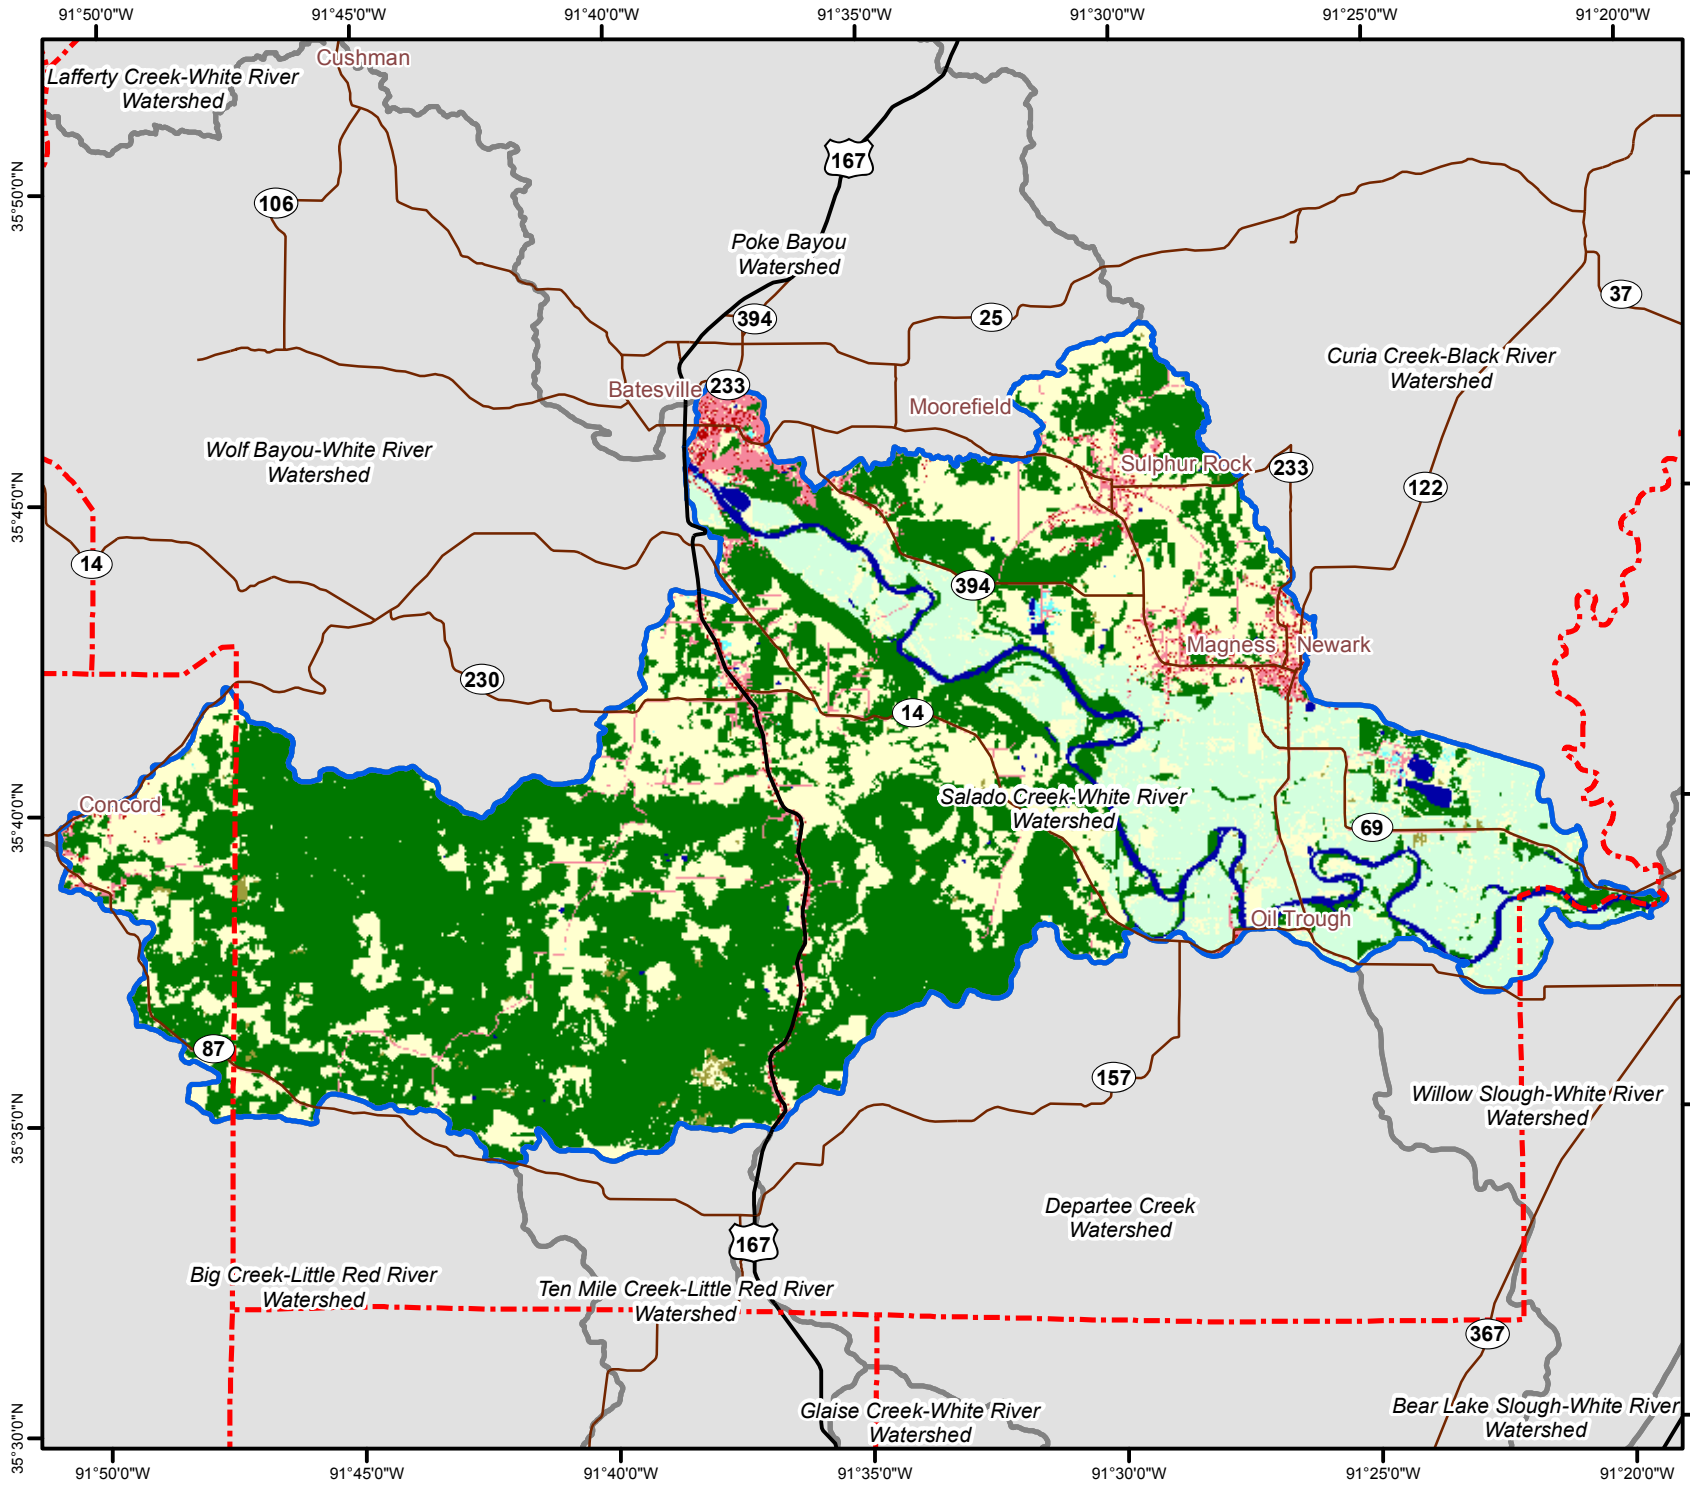 91°50'0"W 91°45'0"W 91°40'0"W 91°35'0"W 91°30'0"W 91°25'0"W 91°20'0"W
Cushman
Lafferty Creek-White River
Watershed
167
35°50'0"N
106
Poke Bayou
Watershed
37
394
25
Curia Creek-Black River
Watershed
Batesville
233
Moorefield
Wolf Bayou-White River
Watershed
Sulphur Rock
233
122
35°45'0"N
14
394
Magness
Newark
230
14
Salado Creek-White River
Watershed
Concord
35°40'0"N
69
Oil Trough
87
157
Willow Slough-White River
Watershed
35°35'0"N
Departee Creek
Watershed
167
Big Creek-Little Red River
Watershed
Ten Mile Creek-Little Red River
Watershed
367
Glaise Creek-White River
Watershed
Bear Lake Slough-White River
Watershed
35°30'0"N
91°50'0"W 91°45'0"W 91°40'0"W 91°35'0"W 91°30'0"W 91°25'0"W 91°20'0"W